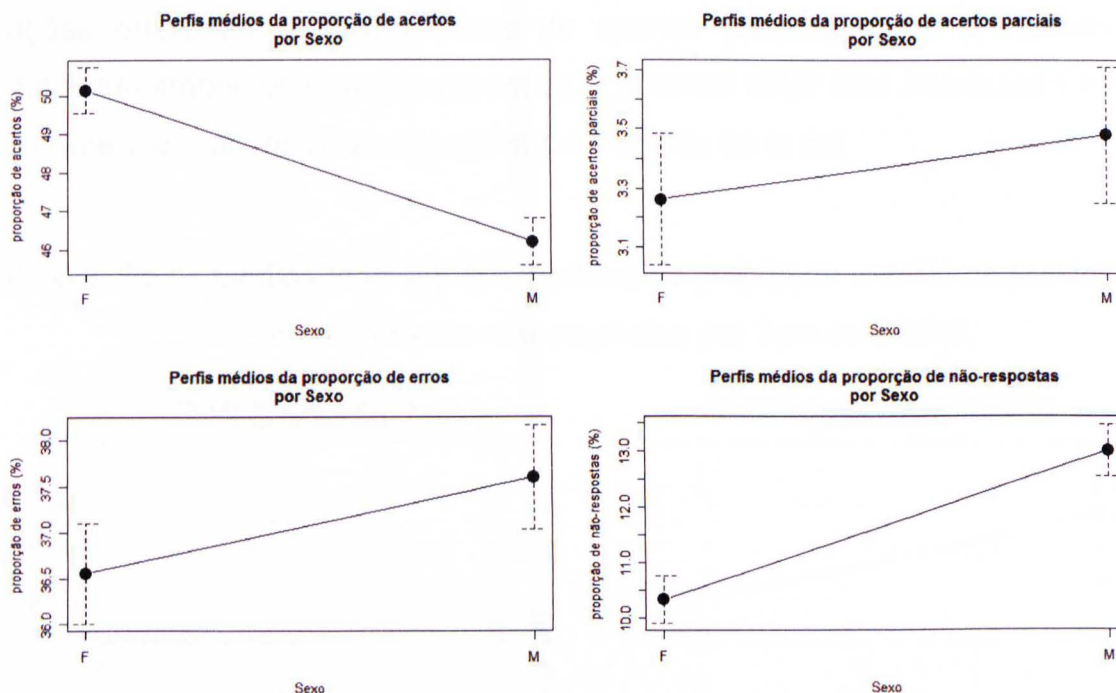 Perfis médios da proporção de acertos
por Sexo
proporção de acertos (%)
50
49
48
47
46
F
M
Sexo
Perfis médios da proporção de acertos parciais
por Sexo
proporção de acertos parciais (%)
3.7
3.5
3.3
3.1
F
M
Sexo
Perfis médios da proporção de erros
por Sexo
proporção de erros (%)
38.0
37.5
37.0
36.5
36.0
F
M
Sexo
Perfis médios da proporção de não-respostas
por Sexo
proporção de não-respostas (%)
13.0
12.0
11.0
10.0
F
M
Sexo